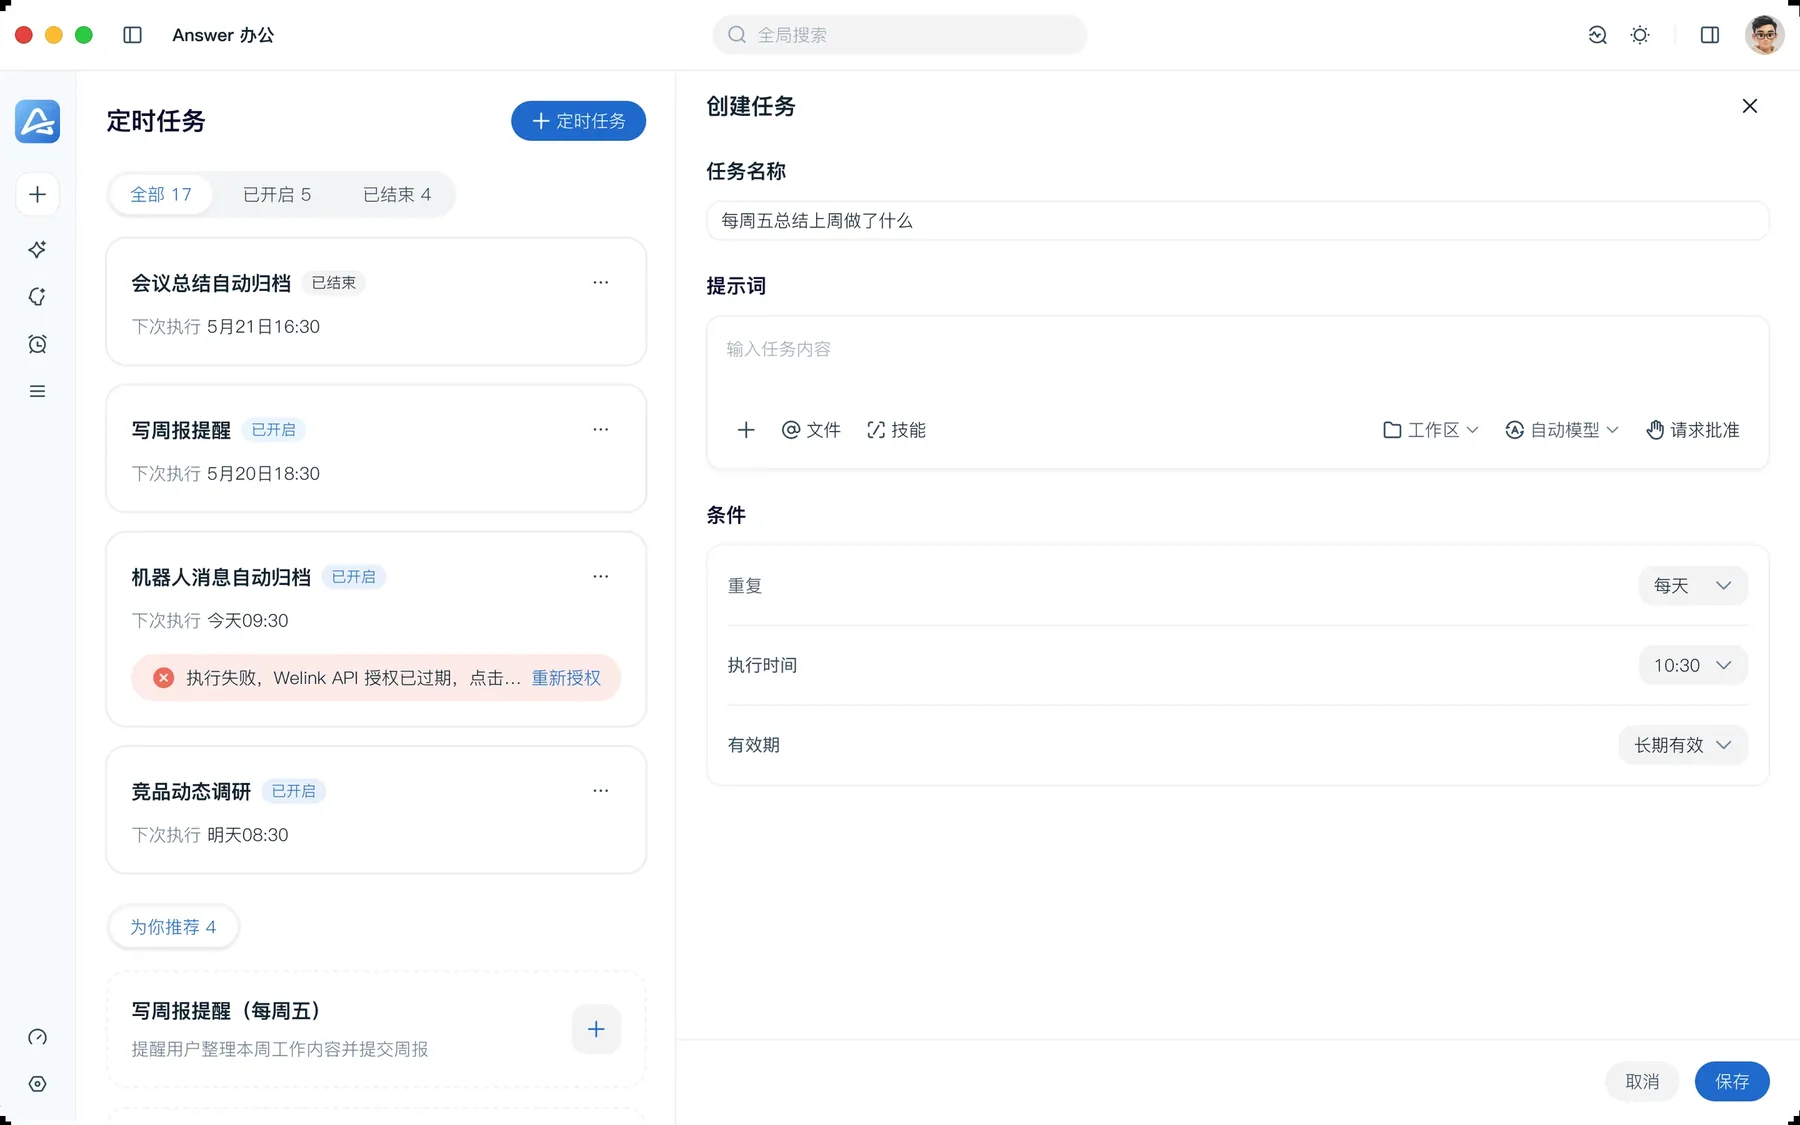 Answer 办公
全局搜索
定时任务
定时任务
全部 17
已开启 5
已结束 4
会议总结自动归档
已结束
下次执行 5月21日16:30
写周报提醒
已开启
下次执行 5月20日18:30
机器人消息自动归档
已开启
下次执行 今天09:30
执行失败，Welink API 授权已过期，点击... 重新授权
竞品动态调研
已开启
下次执行 明天08:30
为你推荐 4
写周报提醒（每周五）
提醒用户整理本周工作内容并提交周报
创建任务
任务名称
每周五总结上周做了什么
提示词
输入任务内容
文件
技能
工作区
自动模型
请求批准
条件
重复
每天
执行时间
10:30
有效期
长期有效
取消
保存